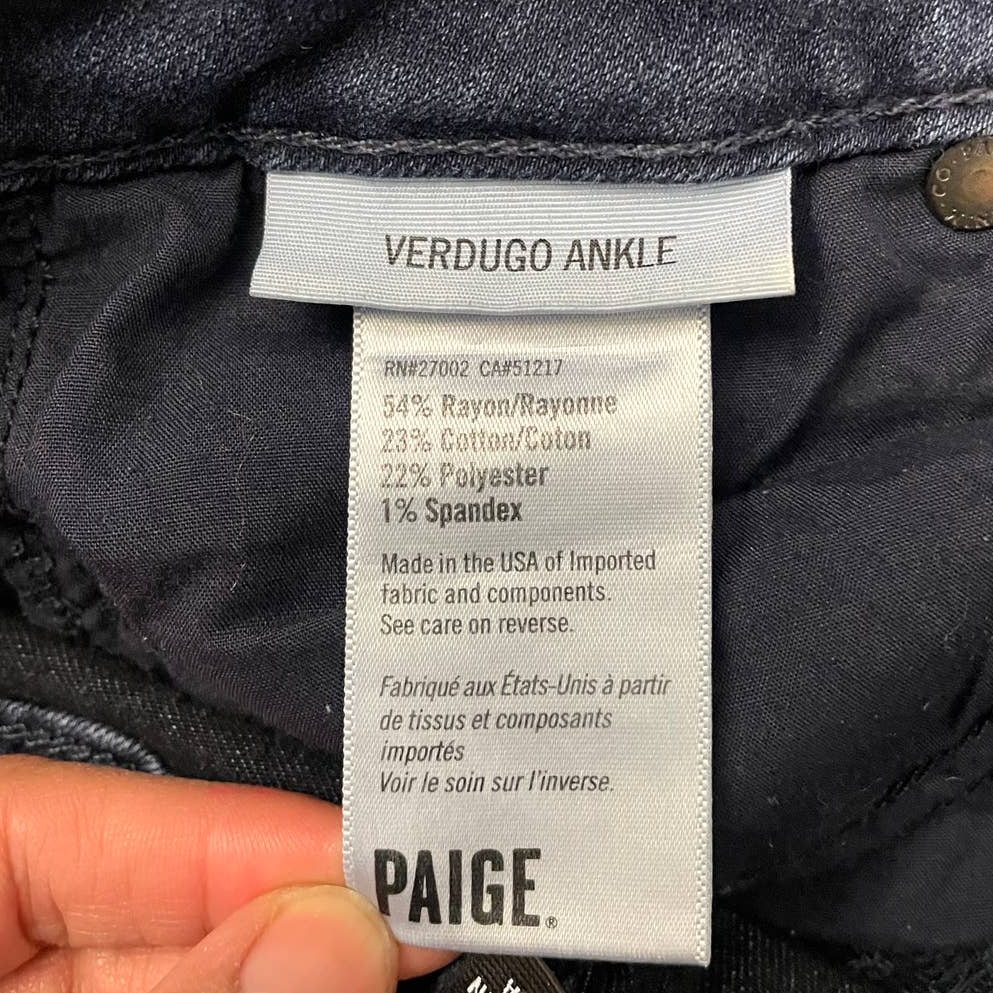 VERDUGO ANKLE
RN#27002 CA#51217
54% Rayon/Rayonne
23% Cotton/Coton
22% Polyester
1% Spandex
Made in the USA of Imported
fabric and components.
See care on reverse.
Fabriqué aux États-Unis à partir
de tissus et composants
importés
Voir le soin sur l'inverse.
PAIGE®